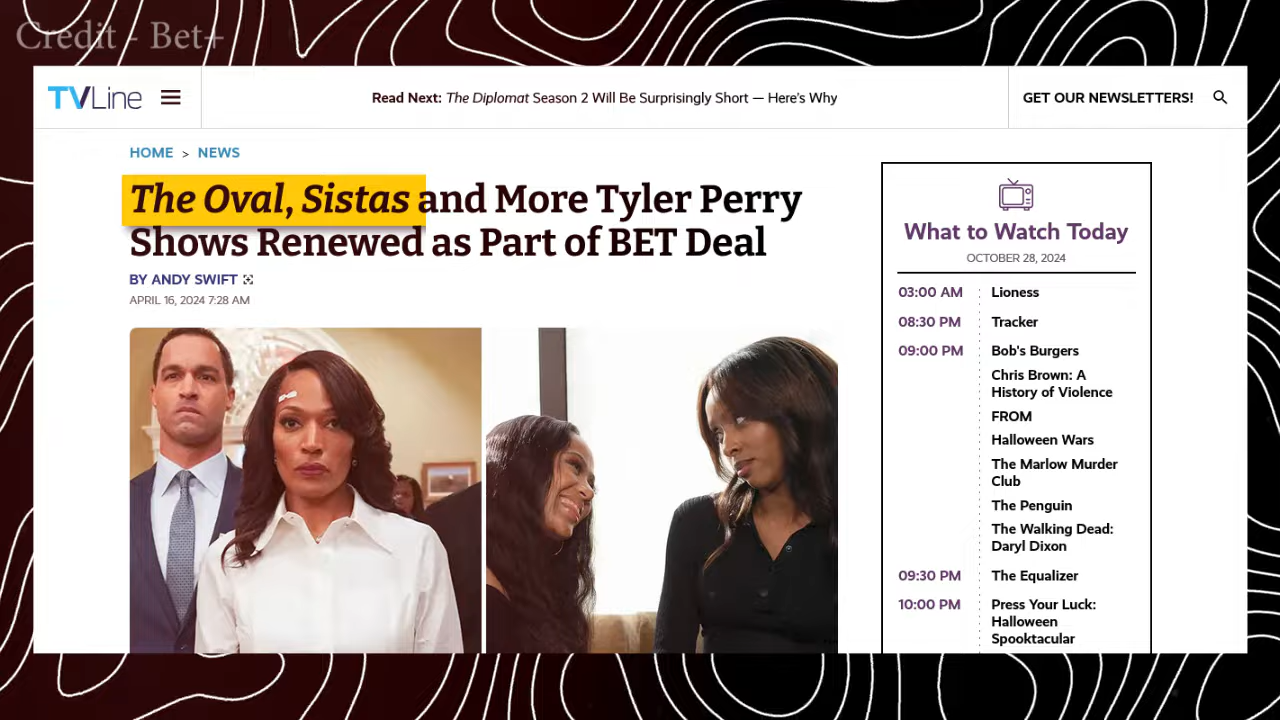 Credit - Bet+
TVLine
Read Next: The Diplomat Season 2 Will Be Surprisingly Short — Here's Why
GET OUR NEWSLETTERS!
HOME > NEWS
The Oval, Sistas and More Tyler Perry
Shows Renewed as Part of BET Deal
BY ANDY SWIFT
APRIL 16, 2024 7:28 AM
What to Watch Today
OCTOBER 28, 2024
03:00 AM Lioness
08:30 PM Tracker
09:00 PM Bob's Burgers
Chris Brown: A
History of Violence
FROM
Halloween Wars
The Marlow Murder
Club
The Penguin
The Walking Dead:
Daryl Dixon
09:30 PM The Equalizer
10:00 PM Press Your Luck:
Halloween
Spooktacular